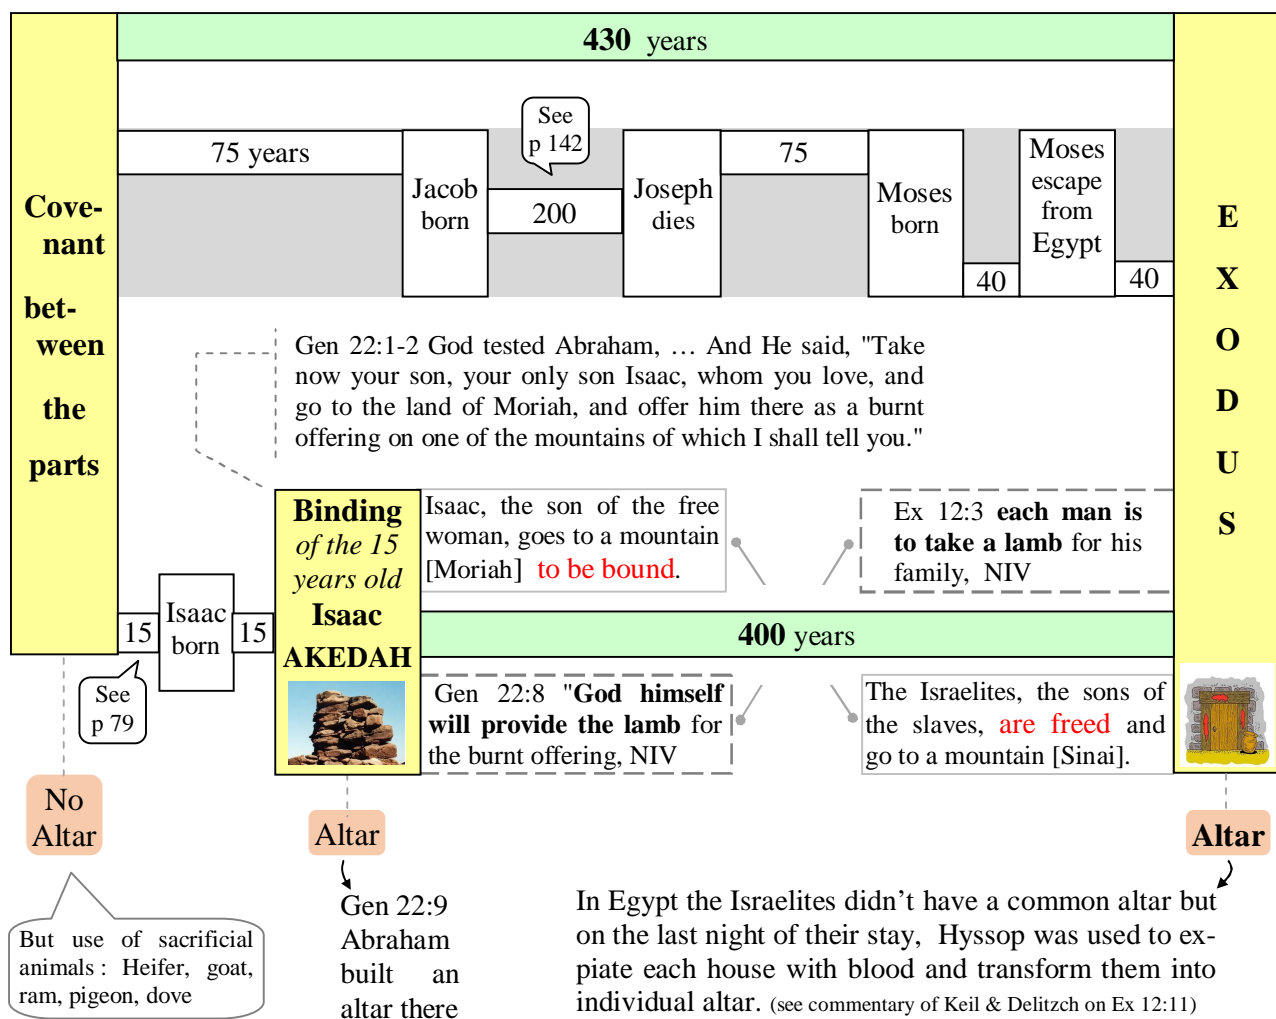 430 years
Cove-
nant
bet-
ween
the
parts
75 years
Jacob
born
See
p 142
200
Joseph
dies
75
Moses
born
40
Moses
escape
from
Egypt
40
E
X
O
D
U
S
Gen 22:1-2 God tested Abraham, … And He said, "Take
now your son, your only son Isaac, whom you love, and
go to the land of Moriah, and offer him there as a burnt
offering on one of the mountains of which I shall tell you."
15
See
p 79
Isaac
born
15
Binding
of the 15
years old
Isaac
AKEDAH
Isaac, the son of the free
woman, goes to a mountain
[Moriah] to be bound.
Ex 12:3 each man is
to take a lamb for his
family, NIV
400 years
Gen 22:8 "God himself
will provide the lamb for
the burnt offering, NIV
The Israelites, the sons of
the slaves, are freed and
go to a mountain [Sinai].
No
Altar
Altar
Altar
But use of sacrificial
animals : Heifer, goat,
ram, pigeon, dove
Gen 22:9
Abraham
built an
altar there
In Egypt the Israelites didn’t have a common altar but
on the last night of their stay, Hyssop was used to ex-
piate each house with blood and transform them into
individual altar. (see commentary of Keil & Delitzch on Ex 12:11)